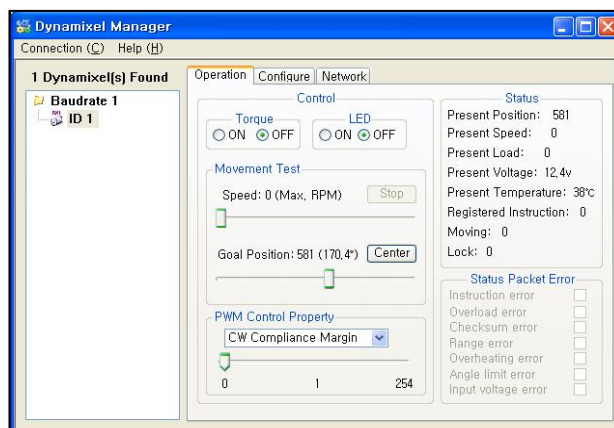 Dynamixel Manager
Connection (C) Help (H)
1 Dynamixel(s) Found
Baudrate 1
ID 1
Operation Configure Network
Control
Torque
ON OFF
LED
ON OFF
Movement Test
Speed: 0 (Max, RPM) Stop
Goal Position: 581 (170,4°) Center
PWM Control Property
CW Compliance Margin
0 1 254
Status
Present Position: 581
Present Speed: 0
Present Load: 0
Present Voltage: 12,4v
Present Temperature: 38℃
Registered Instruction: 0
Moving: 0
Lock: 0
Status Packet Error
Instruction error
Overload error
Checksum error
Range error
Overheating error
Angle limit error
Input voltage error